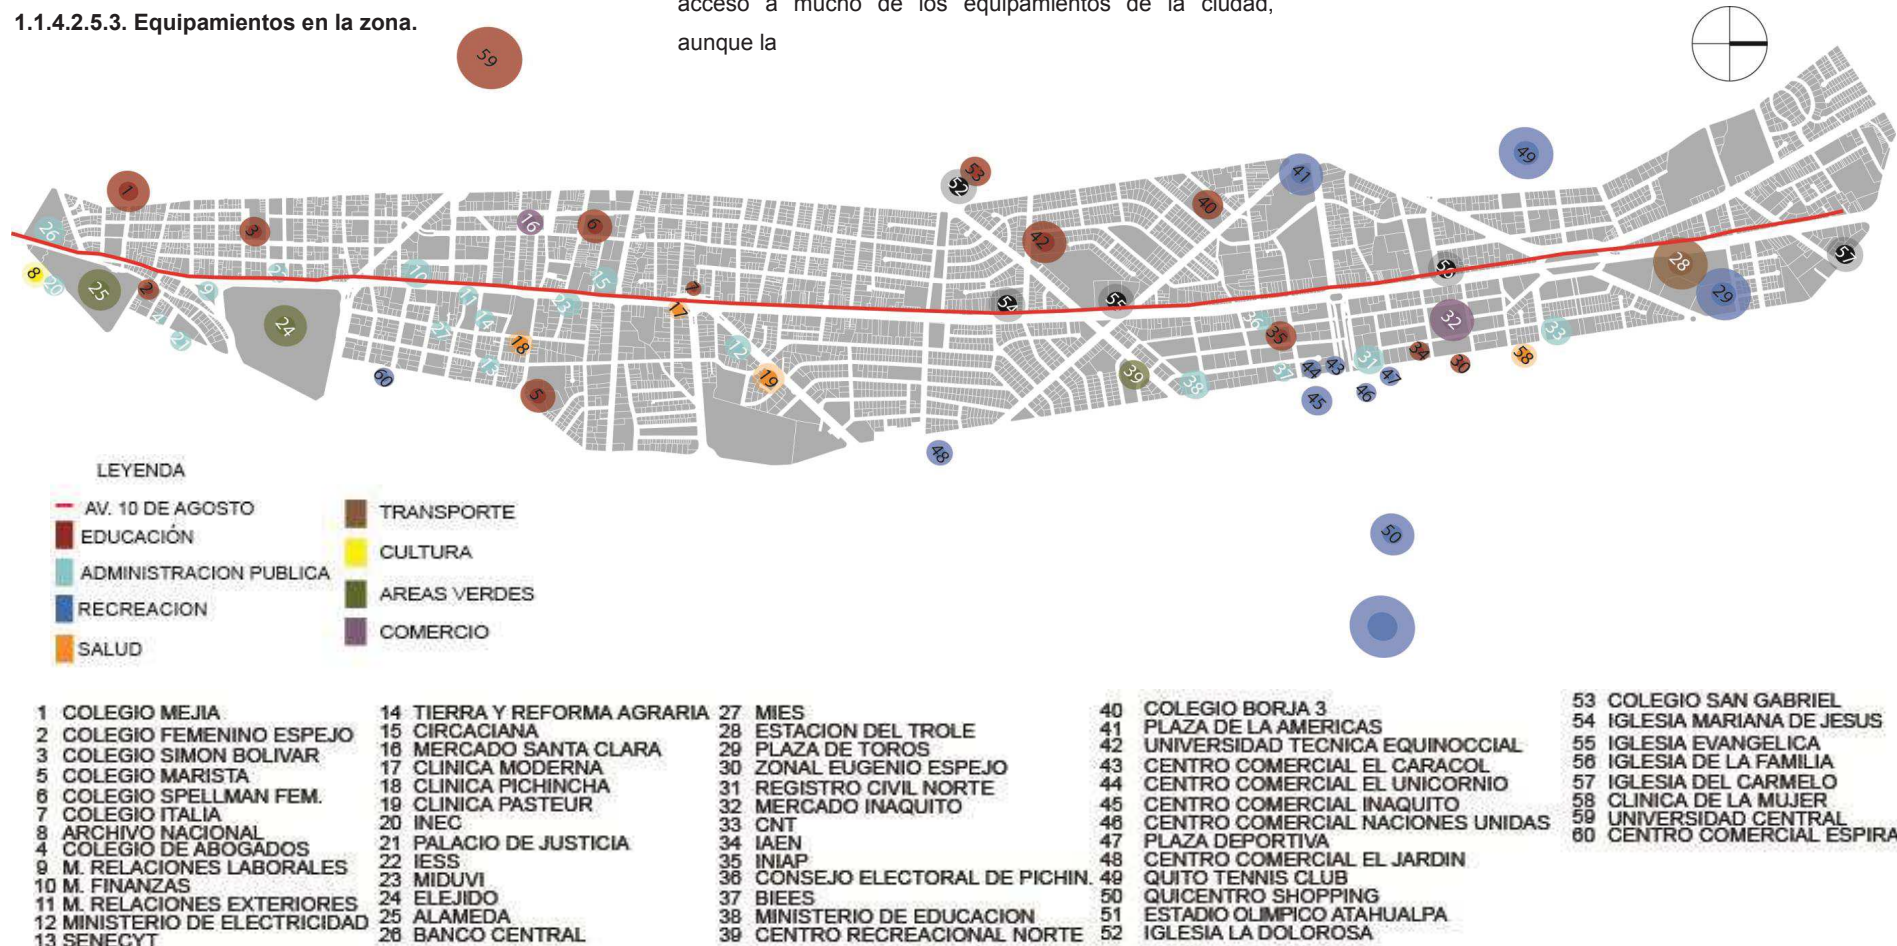 1.1.4.2.5.3. Equipamientos en la zona.
acceso a mucho de los equipamientos de la ciudad,
aunque la
LEYENDA
AV. 10 DE AGOSTO
EDUCACIÓN
ADMINISTRACION PUBLICA
RECREACION
SALUD
TRANSPORTE
CULTURA
AREAS VERDES
COMERCIO
1 COLEGIO MEJIA
2 COLEGIO FEMENINO ESPEJO
3 COLEGIO SIMON BOLIVAR
5 COLEGIO MARISTA
6 COLEGIO SPELLMAN FEM.
7 COLEGIO ITALIA
8 ARCHIVO NACIONAL
4 COLEGIO DE ABOGADOS
9 M. RELACIONES LABORALES
10 M. FINANZAS
11 M. RELACIONES EXTERIORES
12 MINISTERIO DE ELECTRICIDAD
13 SENECYT
14 TIERRA Y REFORMA AGRARIA
15 CIRCACIANA
16 MERCADO SANTA CLARA
17 CLINICA MODERNA
18 CLINICA PICHINCHA
19 CLINICA PASTEUR
20 INEC
21 PALACIO DE JUSTICIA
22 IESS
23 MIDUVI
24 ELEJIDO
25 ALAMEDA
26 BANCO CENTRAL
27 MIES
28 ESTACION DEL TROLE
29 PLAZA DE TOROS
30 ZONAL EUGENIO ESPEJO
31 REGISTRO CIVIL NORTE
32 MERCADO INAQUITO
33 CNT
34 IAEN
35 INIAP
36 CONSEJO ELECTORAL DE PICHIN.
37 BIEES
38 MINISTERIO DE EDUCACION
39 CENTRO RECREACIONAL NORTE
40 COLEGIO BORJA 3
41 PLAZA DE LA AMERICAS
42 UNIVERSIDAD TECNICA EQUINOCCIAL
43 CENTRO COMERCIAL EL CARACOL
44 CENTRO COMERCIAL EL UNICORNIO
45 CENTRO COMERCIAL INAQUITO
46 CENTRO COMERCIAL NACIONES UNIDAS
47 PLAZA DEPORTIVA
48 CENTRO COMERCIAL EL JARDIN
49 QUITO TENNIS CLUB
50 QUICENTRO SHOPPING
51 ESTADIO OLIMPICO ATAHUALPA
52 IGLESIA LA DOLOROSA
53 COLEGIO SAN GABRIEL
54 IGLESIA MARIANA DE JESUS
55 IGLESIA EVANGELICA
56 IGLESIA DE LA FAMILIA
57 IGLESIA DEL CARMELO
58 CLINICA DE LA MUJER
59 UNIVERSIDAD CENTRAL
60 CENTRO COMERCIAL ESPIRA